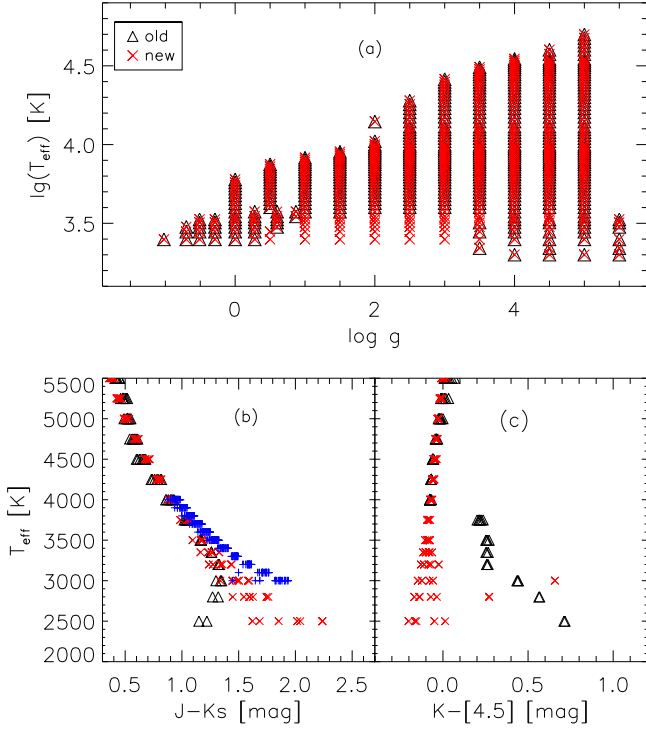 old
new
(a)
4.5
4.0
3.5
lg(Teff) [K]
0 2 4
log g
5500
5000
4500
4000
3500
3000
2500
2000
Teff [K]
(b)
(c)
0.5 1.0 1.5 2.0 2.5
J-Ks [mag]
0.0 0.5 1.0
K-[4.5] [mag]